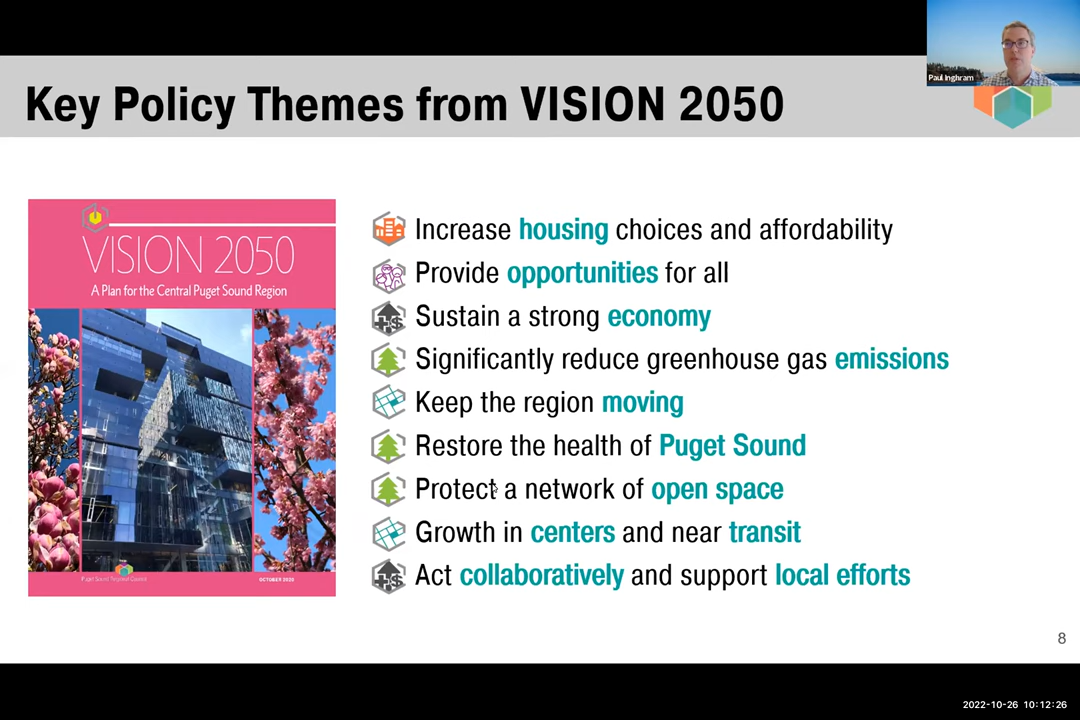 Paul Inghram
Key Policy Themes from VISION 2050
VISION 2050
A Plan for the Central Puget Sound Region
Puget Sound Regional Council
OCTOBER 2020
Increase housing choices and affordability
Provide opportunities for all
Sustain a strong economy
Significantly reduce greenhouse gas emissions
Keep the region moving
Restore the health of Puget Sound
Protect a network of open space
Growth in centers and near transit
Act collaboratively and support local efforts
8
2022-10-26 10:12:26